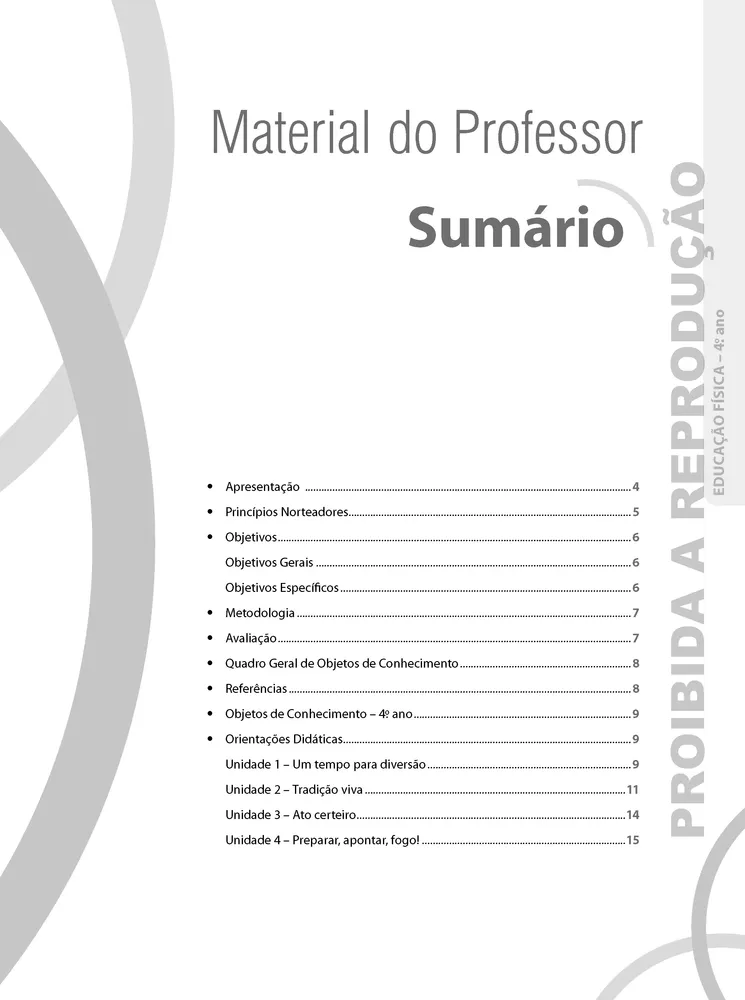 Material do Professor
Sumário
PROIBIDA A REPRODUÇÃO
EDUCAÇÃO FÍSICA – 4º ano
• Apresentação ........ 4
• Princípios Norteadores ........ 5
• Objetivos ........ 6
Objetivos Gerais ........ 6
Objetivos Específicos ........ 6
• Metodologia ........ 7
• Avaliação ........ 7
• Quadro Geral de Objetos de Conhecimento ........ 8
• Referências ........ 8
• Objetos de Conhecimento – 4º ano ........ 9
• Orientações Didáticas ........ 9
Unidade 1 – Um tempo para diversão ........ 9
Unidade 2 – Tradição viva ........ 11
Unidade 3 – Ato certeiro ........ 14
Unidade 4 – Preparar, apontar, fogo! ........ 15